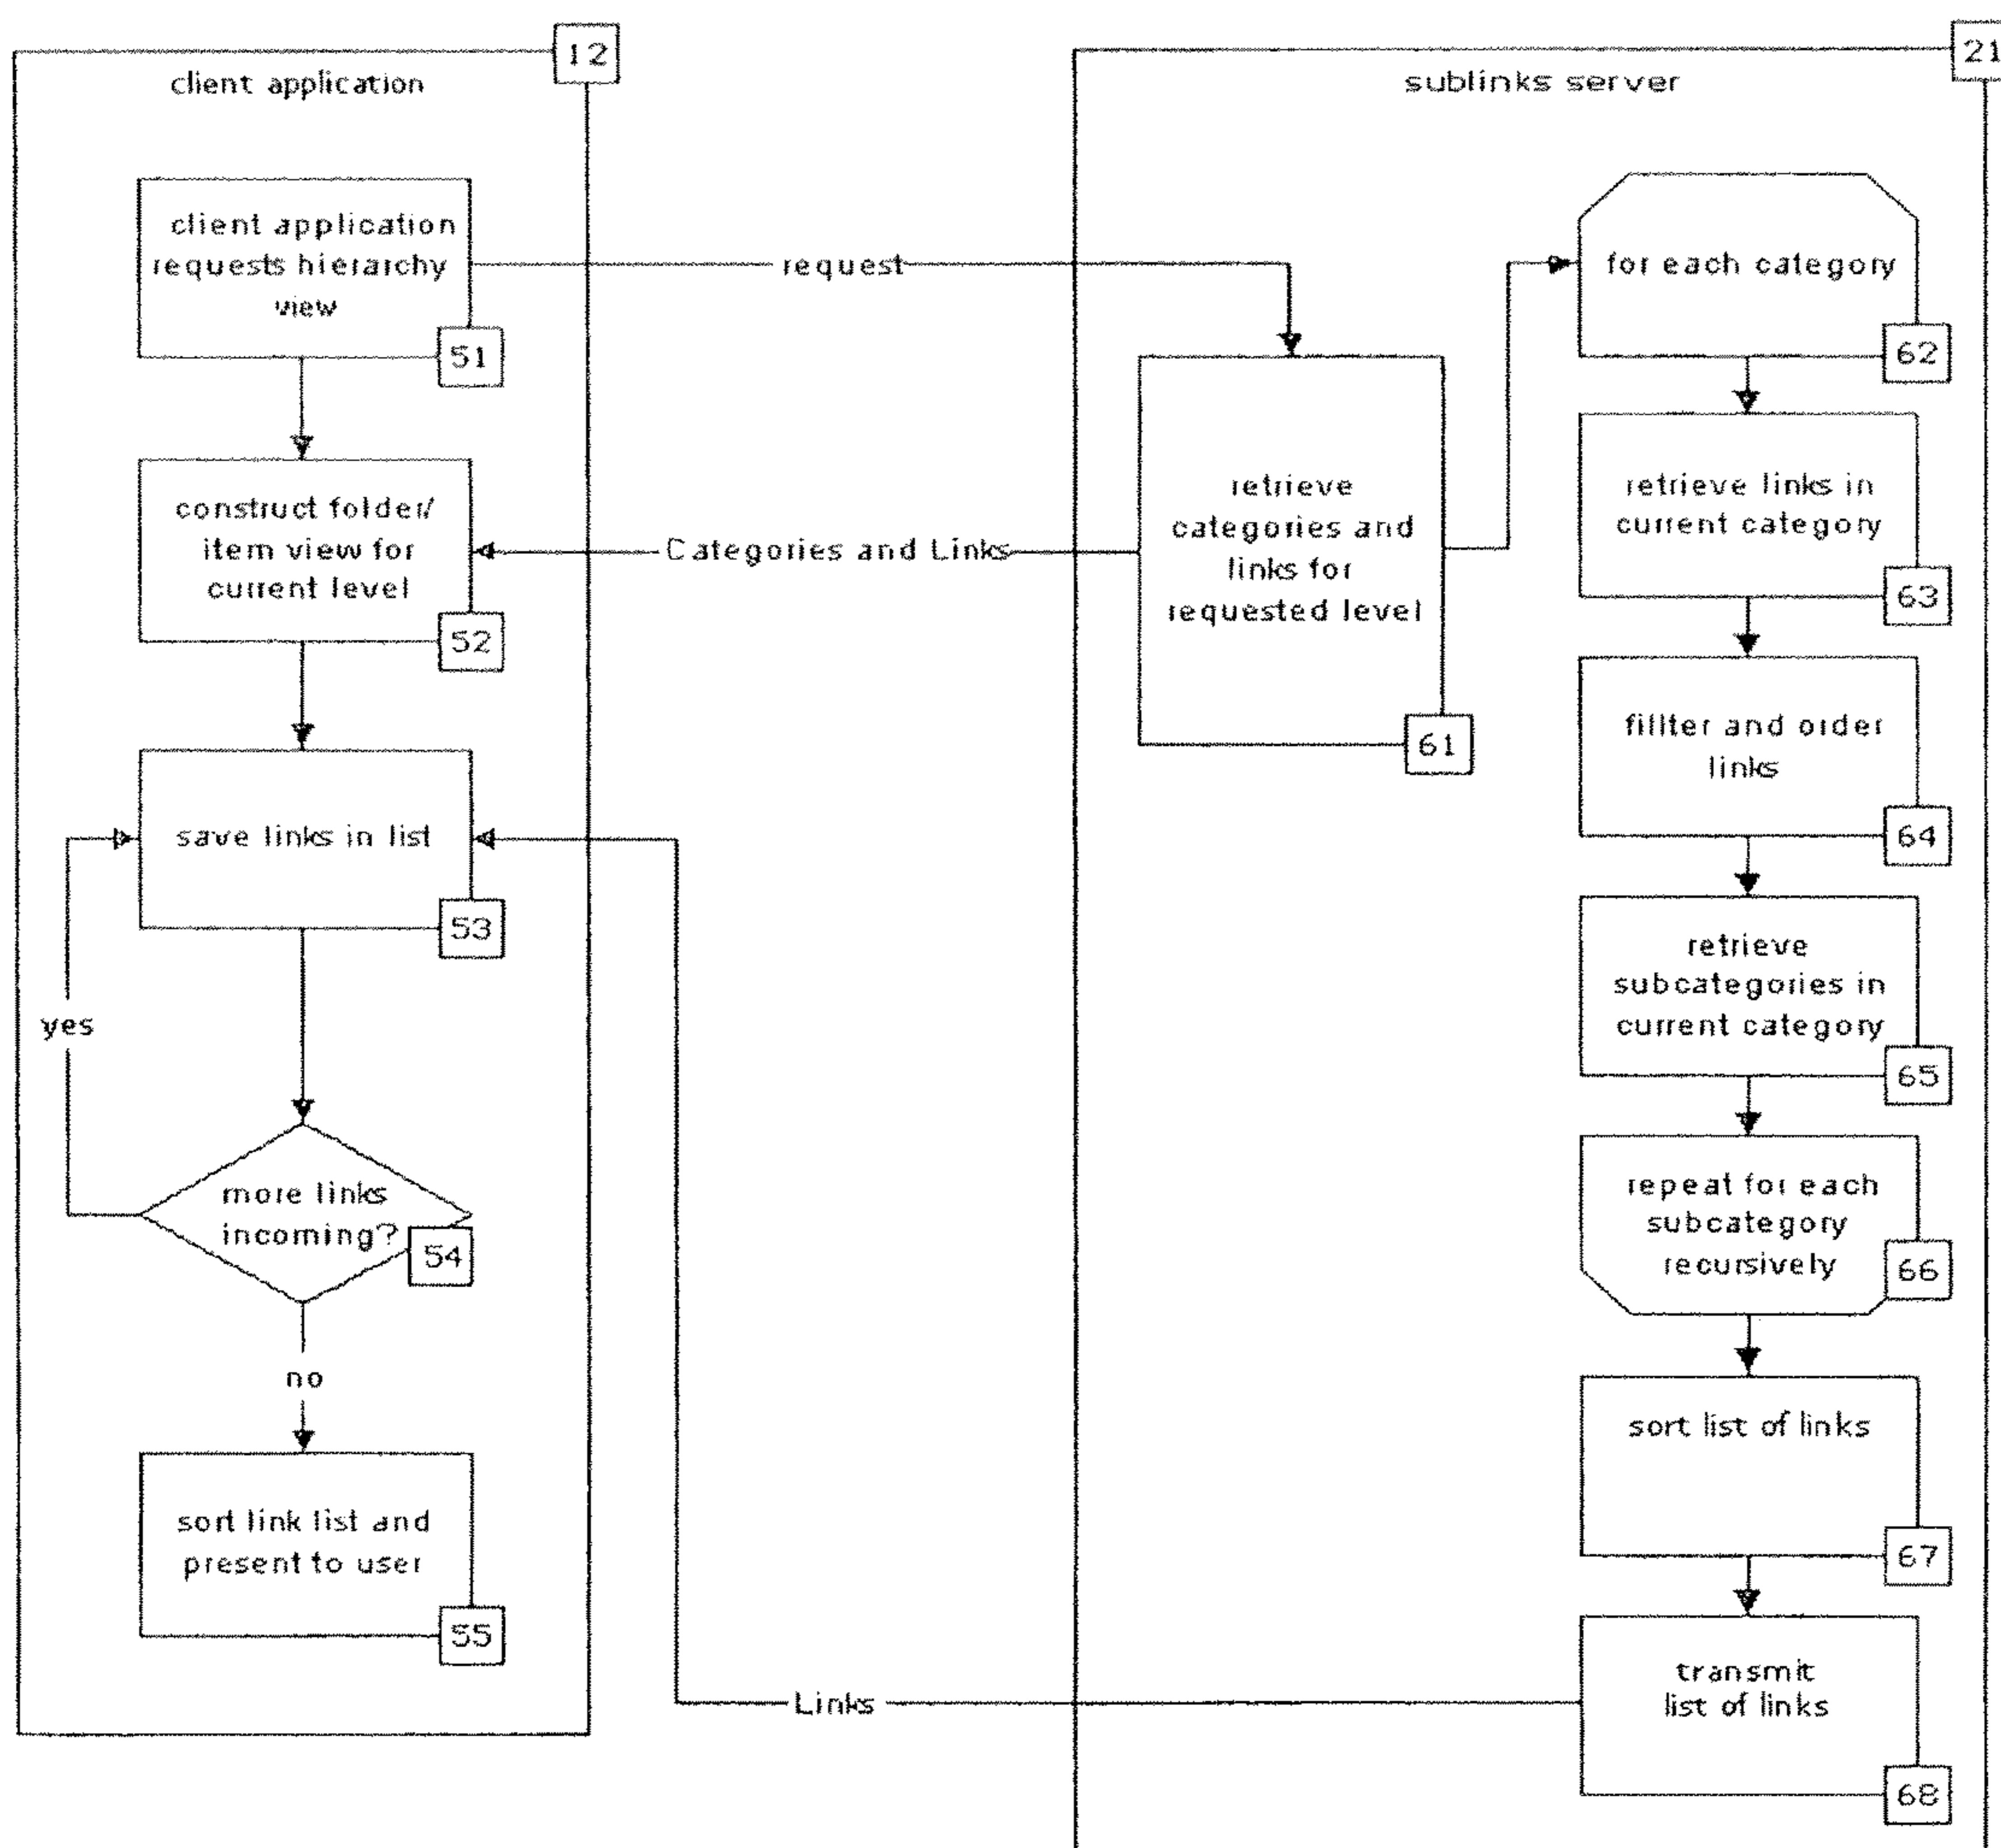 12
client application
client application
requests hierarchy
view
51
construct folder/
item view for
current level
52
save links in list
53
yes
more links
incoming?
54
no
sort link list and
present to user
55
request
Categories and Links
Links
21
sublinks server
retrieve
categories and
links for
requested level
61
for each category
62
retrieve links in
current category
63
fillter and order
links
64
retrieve
subcategories in
current category
65
repeat for each
subcategory
recursively
66
sort list of links
67
transmit
list of links
68